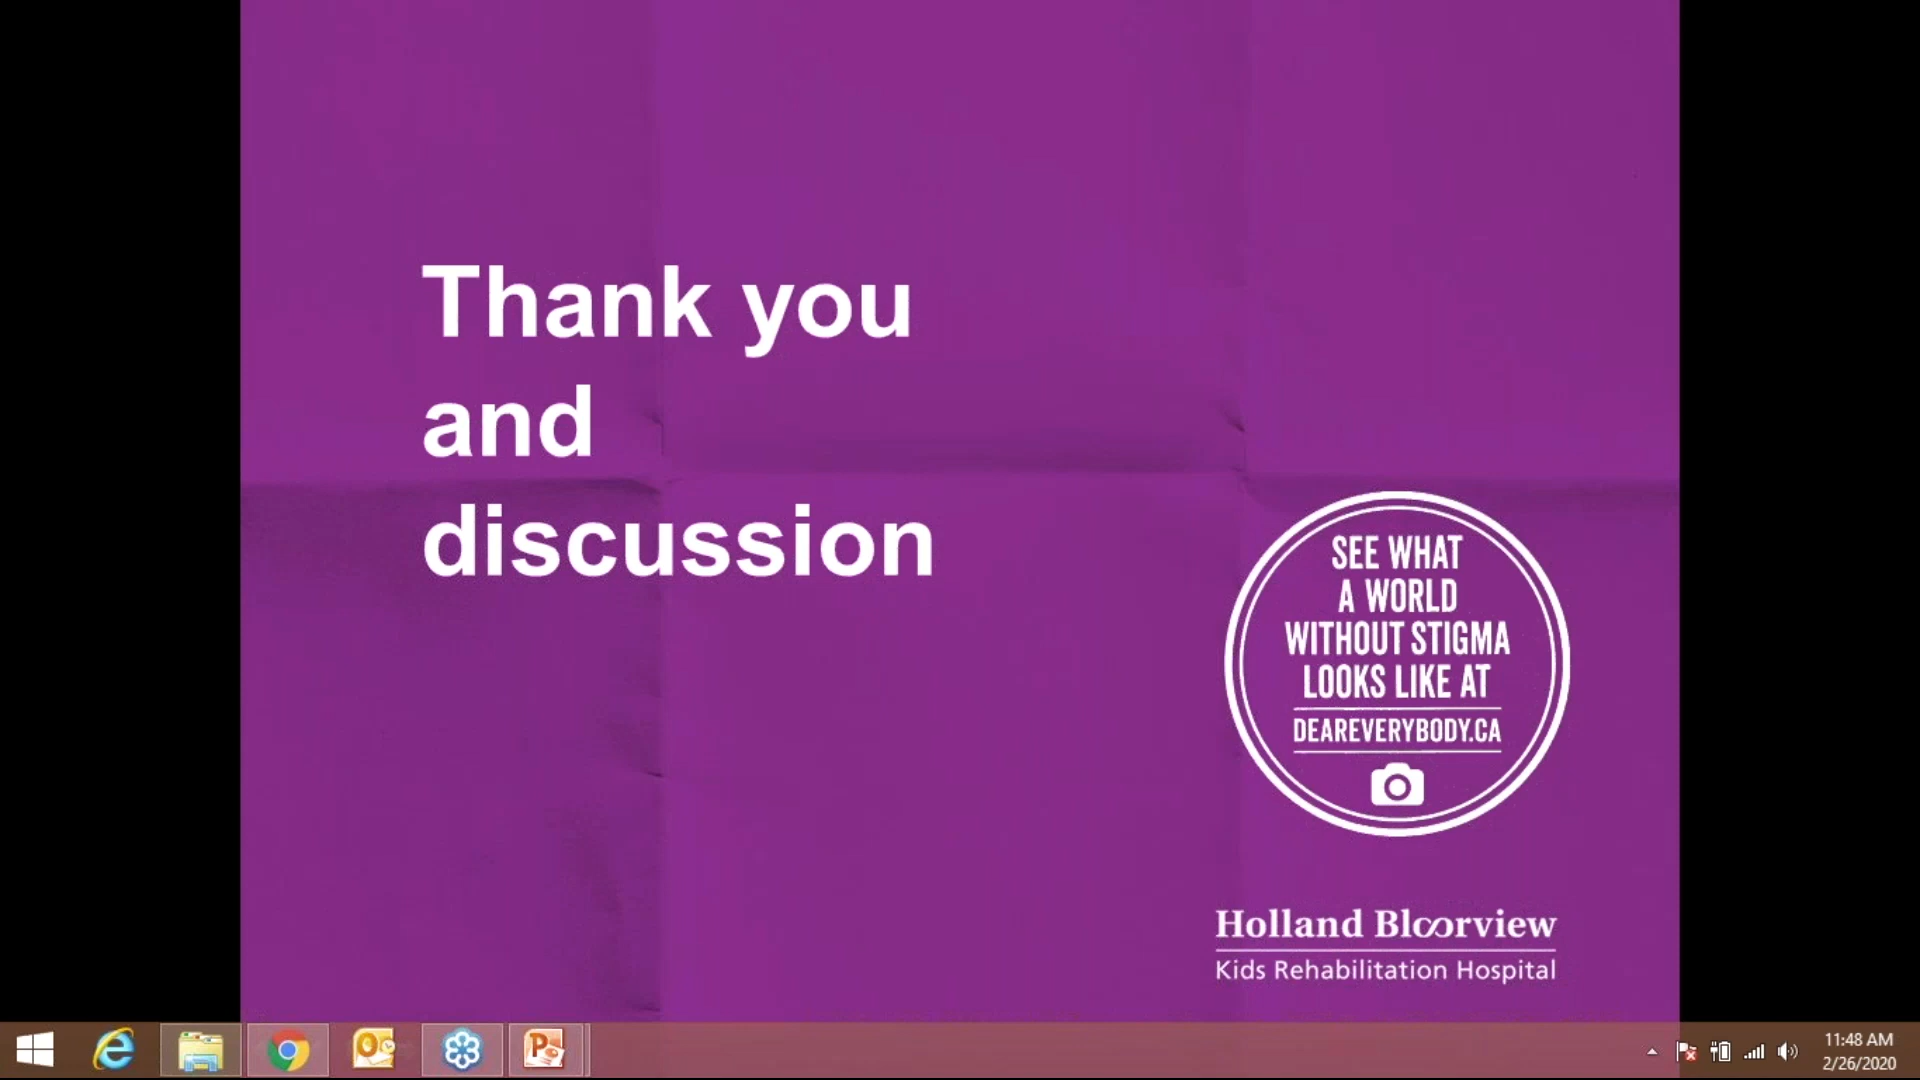 Thank you
and
discussion
SEE WHAT
A WORLD
WITHOUT STIGMA
LOOKS LIKE AT
DEAREVERYBODY.CA
Holland Bloorview
Kids Rehabilitation Hospital
11:48 AM
2/26/2020